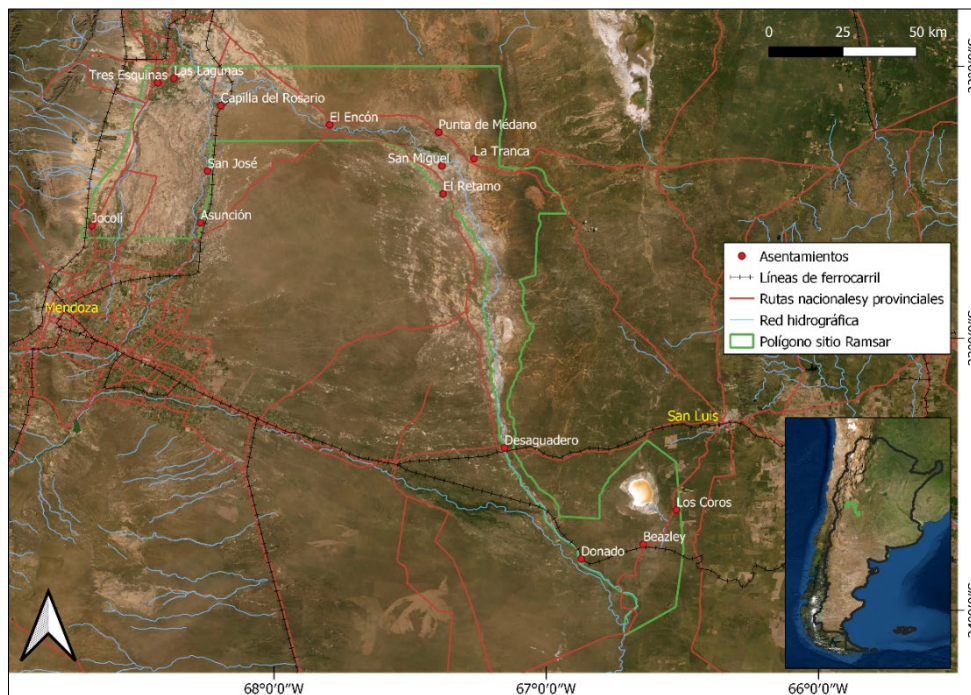 0 25 50 km
Tres Esquinas
Las Lagunas
Capilla del Rosario
El Encón
Punta de Médano
La Tranca
San Miguel
San José
El Retamo
Jocolí
Asunción
Mendoza
Asentamientos
Líneas de ferrocarril
Rutas nacionalesy provinciales
Red hidrográfica
Polígono sitio Ramsar
San Luis
Desaguadero
Los Coros
Beazley
Donado
68°0'0"W 67°0'0"W 66°0'0"W